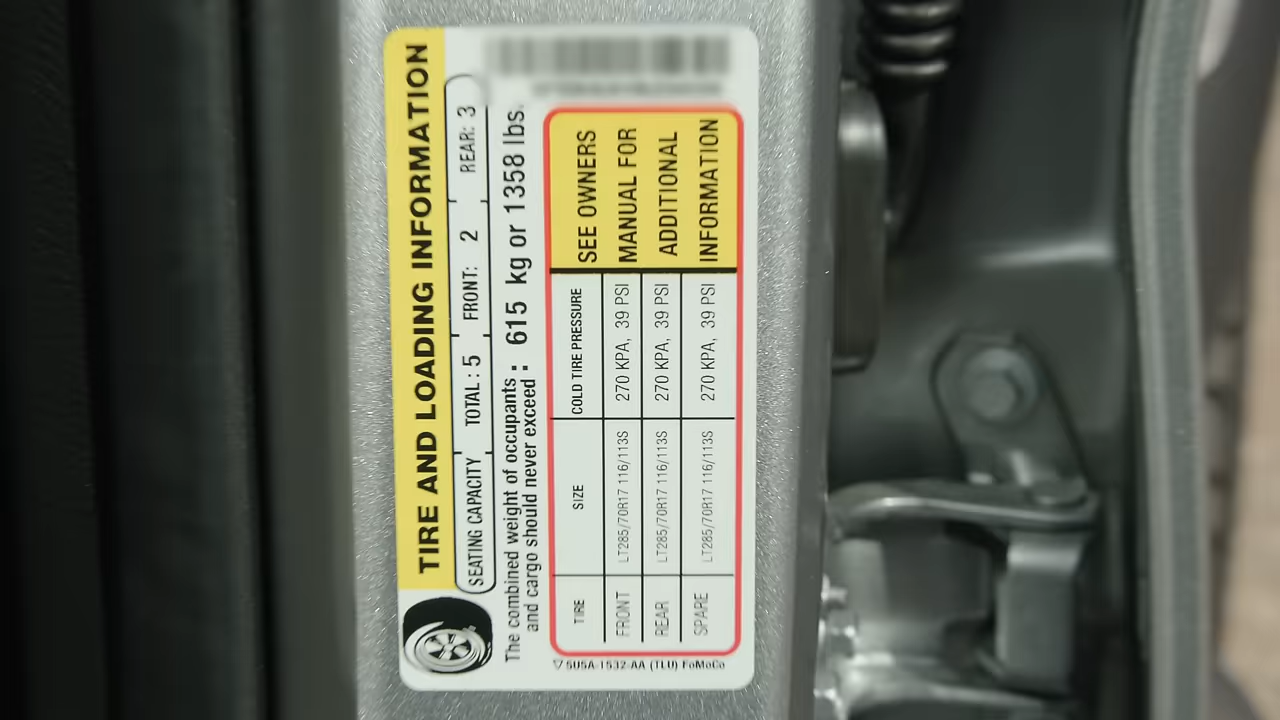 TIRE AND LOADING INFORMATION
SEATING CAPACITY TOTAL: 5 FRONT: 2 REAR: 3
The combined weight of occupants and cargo should never exceed : 615 kg or 1358 lbs.
TIRE SIZE COLD TIRE PRESSURE
FRONT LT285/70R17 116/113S 270 KPA, 39 PSI
REAR LT285/70R17 116/113S 270 KPA, 39 PSI
SPARE LT285/70R17 116/113S 270 KPA, 39 PSI
SEE OWNERS
MANUAL FOR
ADDITIONAL
INFORMATION
5U5A-1532-AA (TLU) FoMoCo